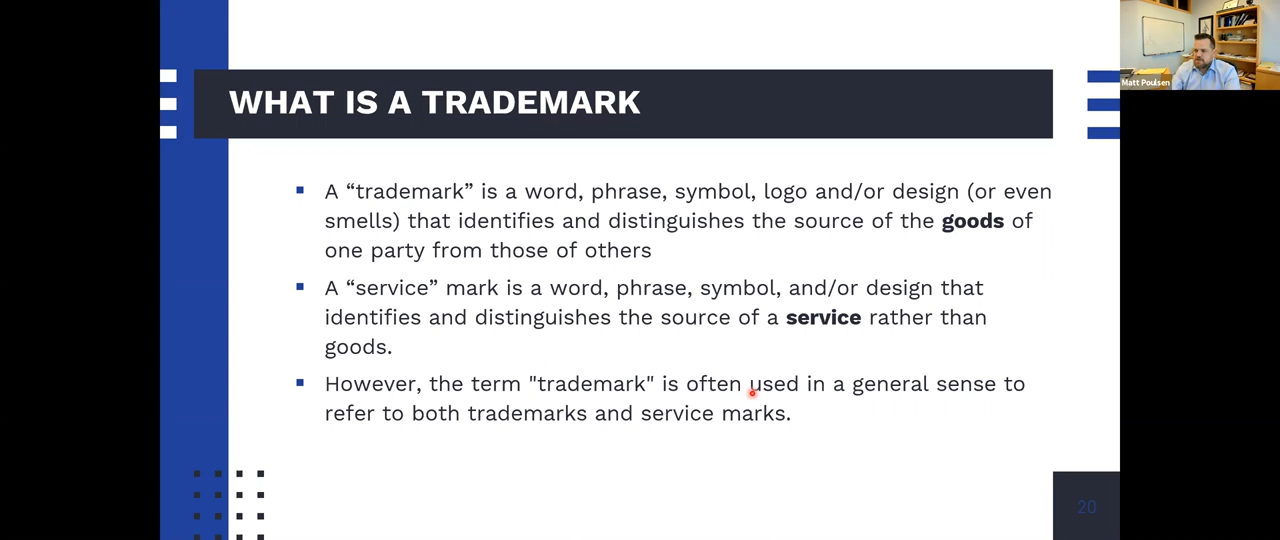 WHAT IS A TRADEMARK
Matt Poulsen
A “trademark” is a word, phrase, symbol, logo and/or design (or even
smells) that identifies and distinguishes the source of the goods of
one party from those of others
A “service” mark is a word, phrase, symbol, and/or design that
identifies and distinguishes the source of a service rather than
goods.
However, the term "trademark" is often used in a general sense to
refer to both trademarks and service marks.
20